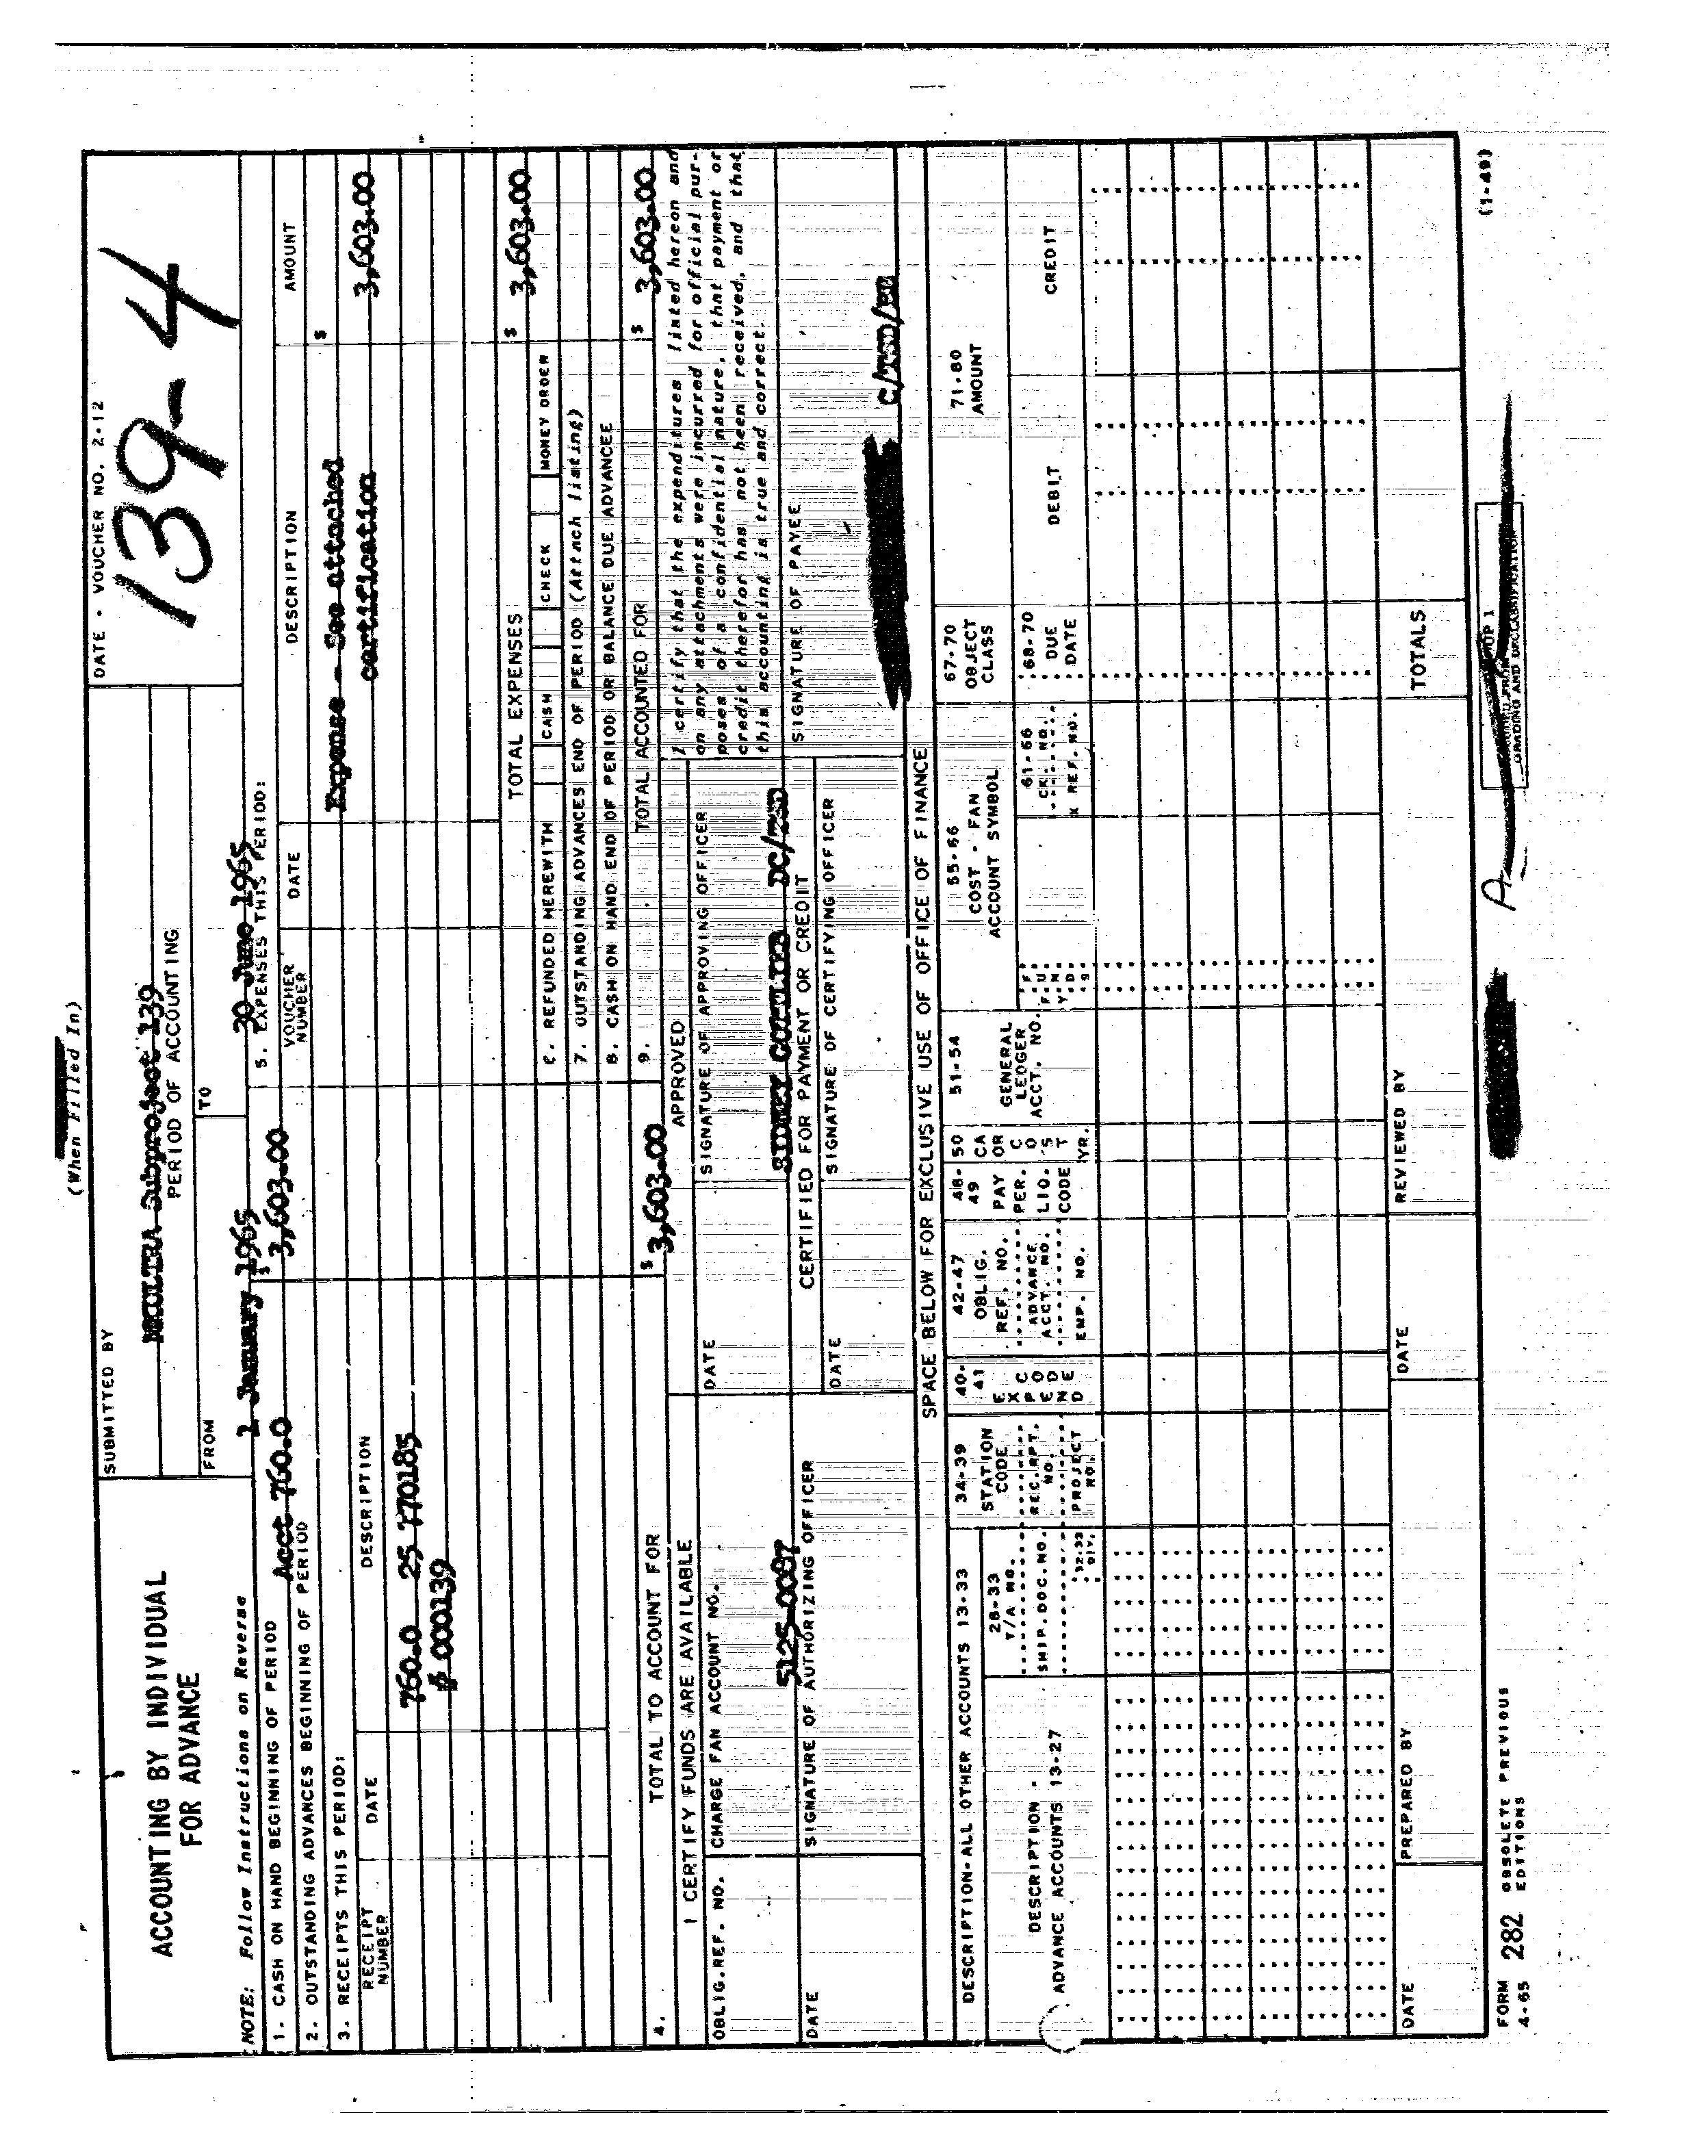 (When Filled In)
ACCOUNTING BY INDIVIDUAL
FOR ADVANCE
SUBMITTED BY
MKULTRA Subproject 139
PERIOD OF ACCOUNTING
FROM
1 January 1965
TO
30 June 1965
DATE - VOUCHER NO. 2-12
139-4
(NOTE: Follow Instructions on Reverse
1. CASH ON HAND BEGINNING OF PERIOD Acct 760.0 $ 3,603.00
2. OUTSTANDING ADVANCES BEGINNING OF PERIOD
3. RECEIPTS THIS PERIOD:
RECEIPT NUMBER
DATE
DESCRIPTION
760.0 25 770185
# 000139
4. TOTAL TO ACCOUNT FOR $ 3,603.00
5. EXPENSES THIS PERIOD:
VOUCHER NUMBER
DATE
DESCRIPTION
AMOUNT
$
Expense - See attached
certification 3,603.00
TOTAL EXPENSES $ 3,603.00
6. REFUNDED HEREWITH CASH CHECK MONEY ORDER
7. OUTSTANDING ADVANCES END OF PERIOD (Attach listing)
8. CASH ON HAND END OF PERIOD OR BALANCE DUE ADVANCEE
9. TOTAL ACCOUNTED FOR $ 3,603.00
I CERTIFY FUNDS ARE AVAILABLE
OBLIG.REF. NO.
CHARGE FAN ACCOUNT NO.
5125-0087
DATE
SIGNATURE OF AUTHORIZING OFFICER
APPROVED
DATE
SIGNATURE OF APPROVING OFFICER
SIDNEY GOTTLIEB DC/TSD
CERTIFIED FOR PAYMENT OR CREDIT
DATE
SIGNATURE OF CERTIFYING OFFICER
I certify that the expenditures listed hereon and
on any attachments were incurred for official pur-
poses of a confidential nature, that payment or
credit therefor has not been received, and that
this accounting is true and correct.
SIGNATURE OF PAYEE
SPACE BELOW FOR EXCLUSIVE USE OF OFFICE OF FINANCE
DESCRIPTION-ALL OTHER ACCOUNTS 13-33
DESCRIPTION -
ADVANCE ACCOUNTS 13-27
28-33
T/A NO.
SHIP.DOC.NO.
32-33
DIV.
34-39
STATION
CODE
REC.RPT.
NO.
PROJECT
NO.
40-
41
EXPEND
CODE
42-47
OBLIG.
REF. NO.
ADVANCE
ACCT. NO.
EMP. NO.
48-
49
PAY
PER.
LIQ.
CODE
50
CA
OR
COST
YR.
51-54
GENERAL
LEDGER
ACCT. NO.
55-66
COST - FAN
ACCOUNT SYMBOL
61-66
CK. NO.
X REF. NO.
67-70
OBJECT
CLASS
68-70
DUE
DATE
71-80
AMOUNT
DEBIT
CREDIT
DATE
PREPARED BY
DATE
REVIEWED BY
TOTALS
FORM
4-65
282
OBSOLETE PREVIOUS
EDITIONS
A
GRADING AND DECLASSIFICATION
(1-49)